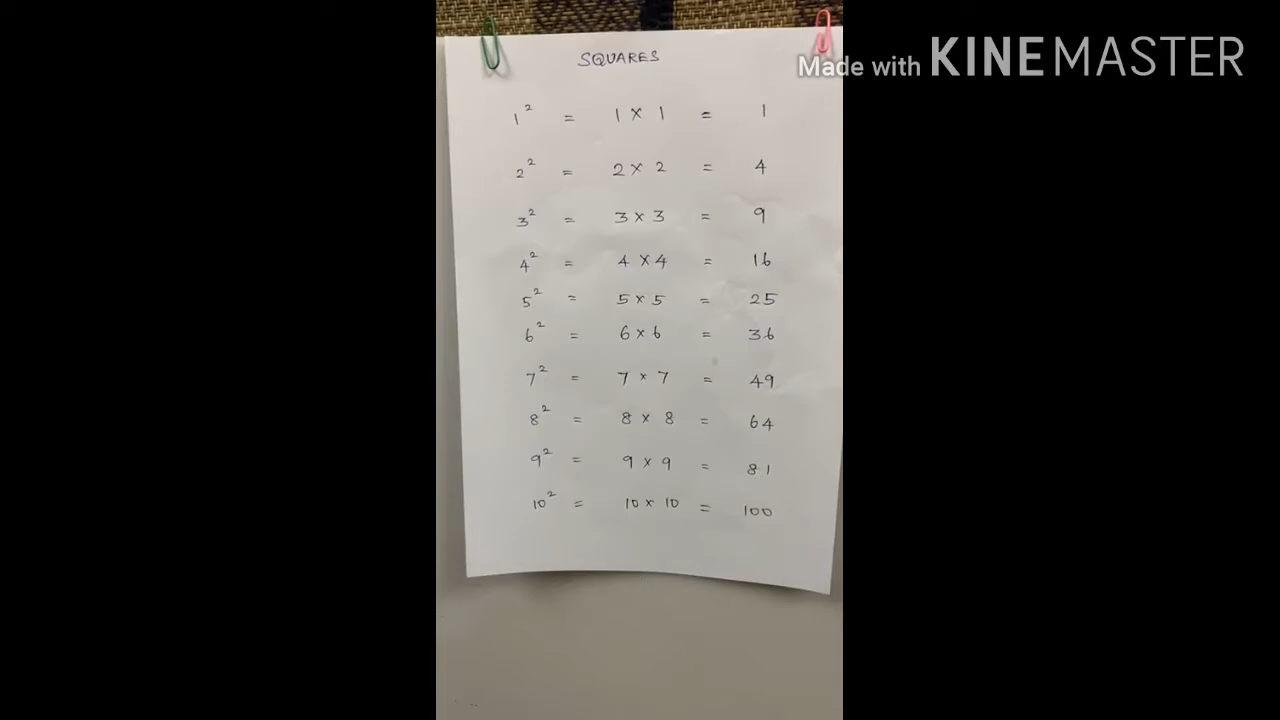 SQUARES
Made with KINEMASTER
1² = 1 × 1 = 1
2² = 2 × 2 = 4
3² = 3 × 3 = 9
4² = 4 × 4 = 16
5² = 5 × 5 = 25
6² = 6 × 6 = 36
7² = 7 × 7 = 49
8² = 8 × 8 = 64
9² = 9 × 9 = 81
10² = 10 × 10 = 100